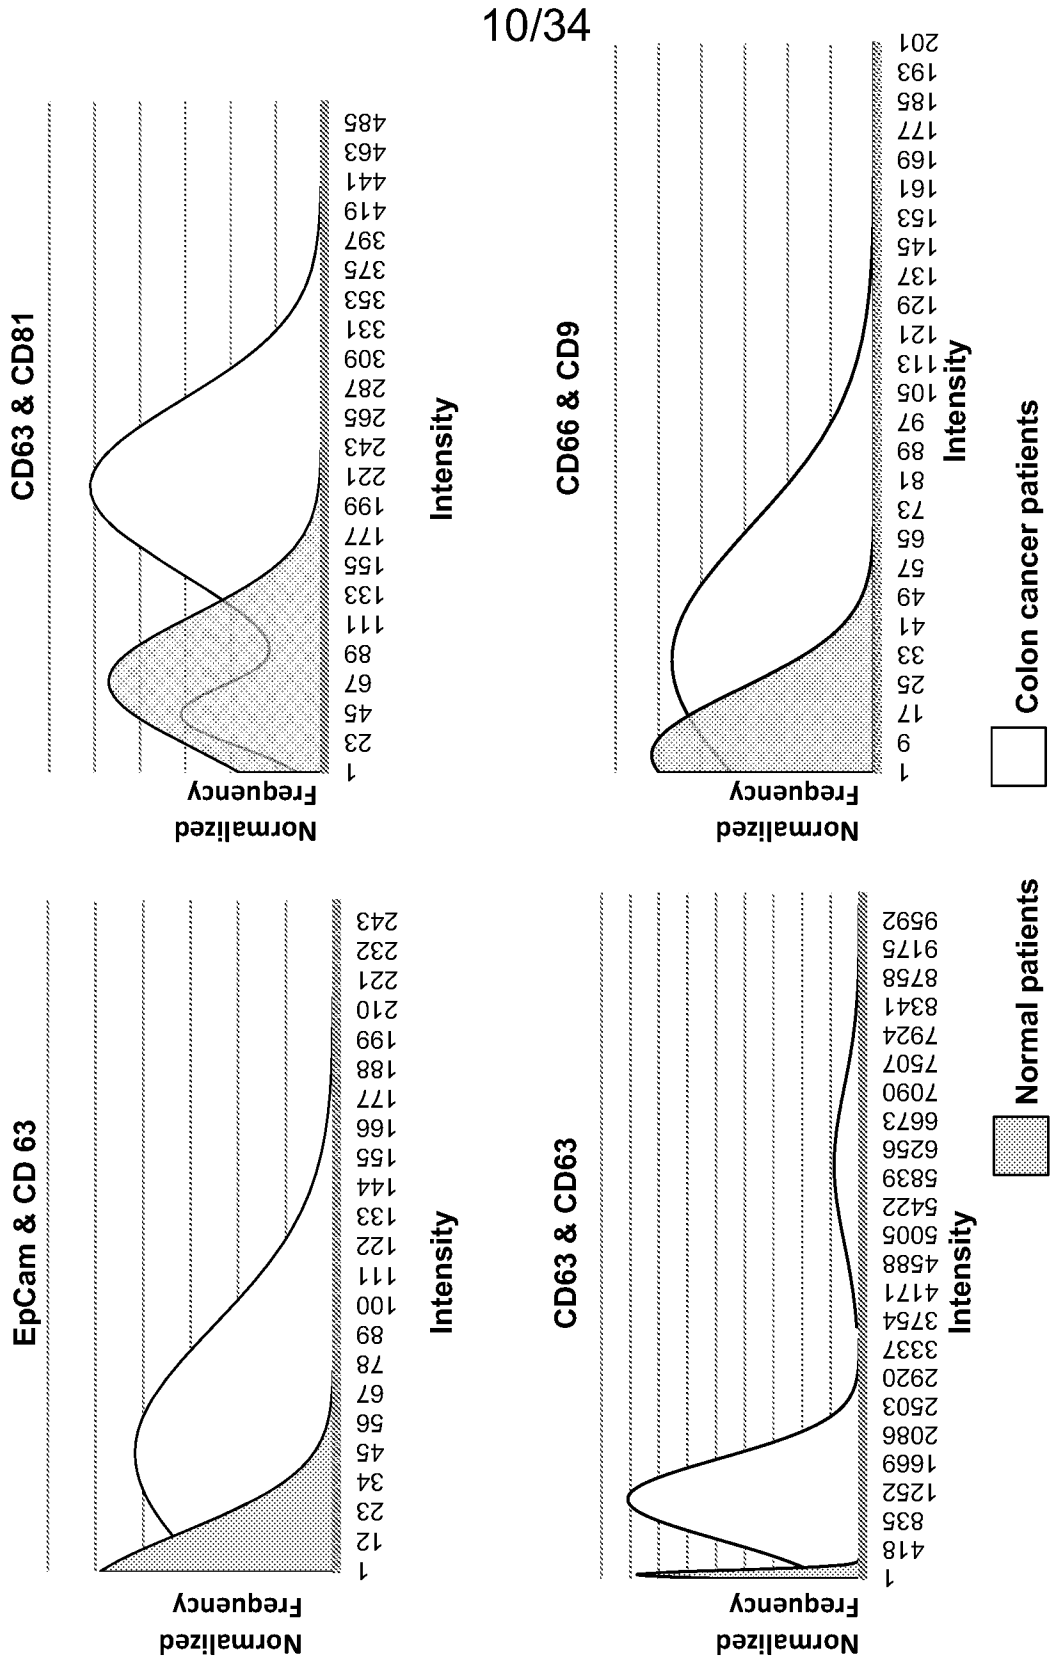 10/34
EpCam & CD 63
Normalized
Frequency
1 12 23 34 45 56 67 78 89 100 111 122 133 144 155 166 177 188 199 210 221 232 243
Intensity
CD63 & CD81
Normalized
Frequency
1 23 45 67 89 111 133 155 177 199 221 243 265 287 309 331 353 375 397 419 441 463 485
Intensity
CD63 & CD63
Normalized
Frequency
1 418 835 1252 1669 2086 2503 2920 3337 3754 4171 4588 5005 5422 5839 6256 6673 7090 7507 7924 8341 8758 9175 9592
Intensity
CD66 & CD9
Normalized
Frequency
1 9 17 25 33 41 49 57 65 73 81 89 97 105 113 121 129 137 145 153 161 169 177 185 193 201
Intensity
Normal patients
Colon cancer patients